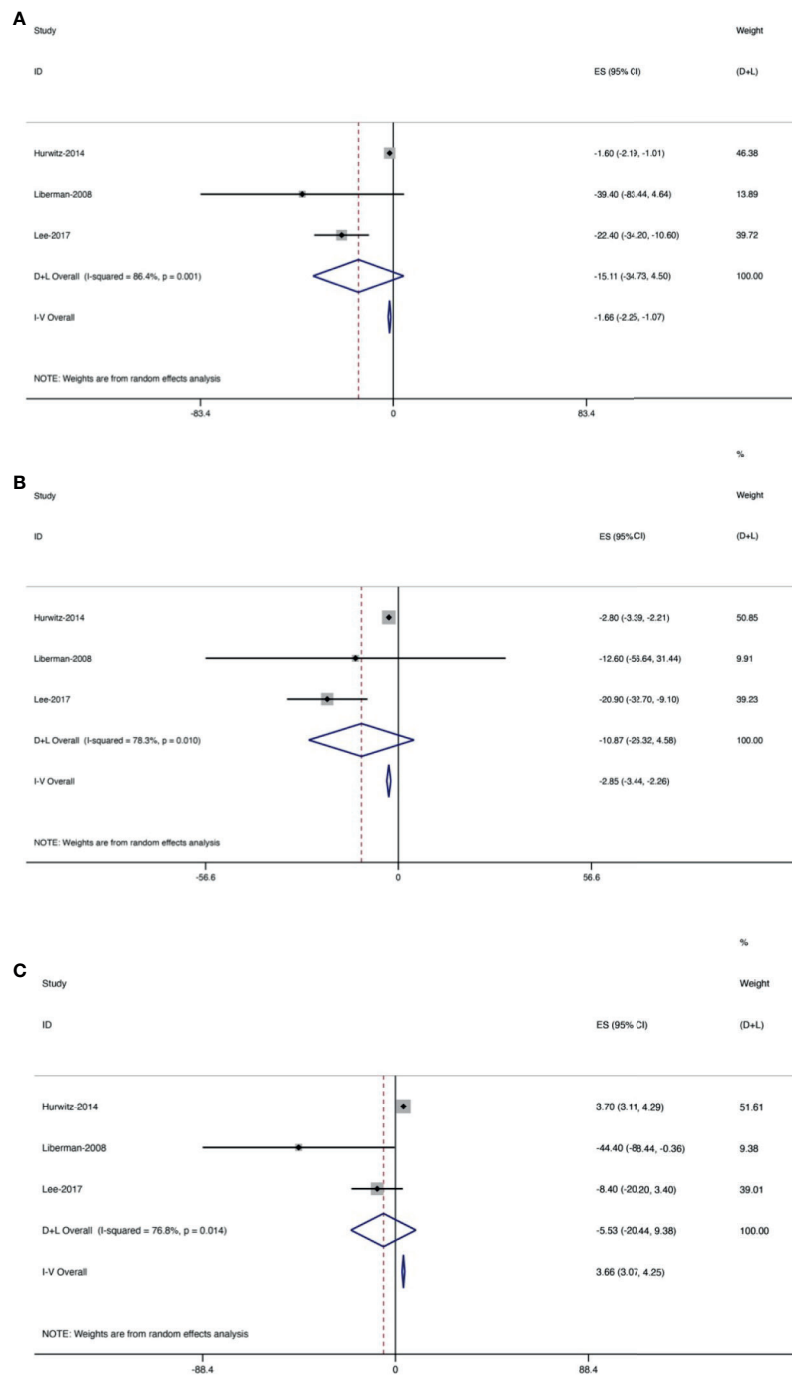 A
Study Weight
ID ES (95% CI) (D+L)
Hurwitz-2014 -1.60 (-2.19, -1.01) 46.38
Liberman-2008 -39.40 (-83.44, 4.64) 13.89
Lee-2017 -22.40 (-34.20, -10.60) 39.72
D+L Overall (I-squared = 86.4%, p = 0.001) -15.11 (-34.73, 4.50) 100.00
I-V Overall -1.66 (-2.25, -1.07)
NOTE: Weights are from random effects analysis
-83.4 0 83.4
%
B
Study Weight
ID ES (95% CI) (D+L)
Hurwitz-2014 -2.80 (-3.39, -2.21) 50.85
Liberman-2008 -12.60 (-56.64, 31.44) 9.91
Lee-2017 -20.90 (-32.70, -9.10) 39.23
D+L Overall (I-squared = 78.3%, p = 0.010) -10.87 (-26.32, 4.58) 100.00
I-V Overall -2.85 (-3.44, -2.26)
NOTE: Weights are from random effects analysis
-56.6 0 56.6
%
C
Study Weight
ID ES (95% CI) (D+L)
Hurwitz-2014 3.70 (3.11, 4.29) 51.61
Liberman-2008 -44.40 (-88.44, -0.36) 9.38
Lee-2017 -8.40 (-20.20, 3.40) 39.01
D+L Overall (I-squared = 76.8%, p = 0.014) -5.53 (-20.44, 9.38) 100.00
I-V Overall 3.66 (3.07, 4.25)
NOTE: Weights are from random effects analysis
-88.4 0 88.4